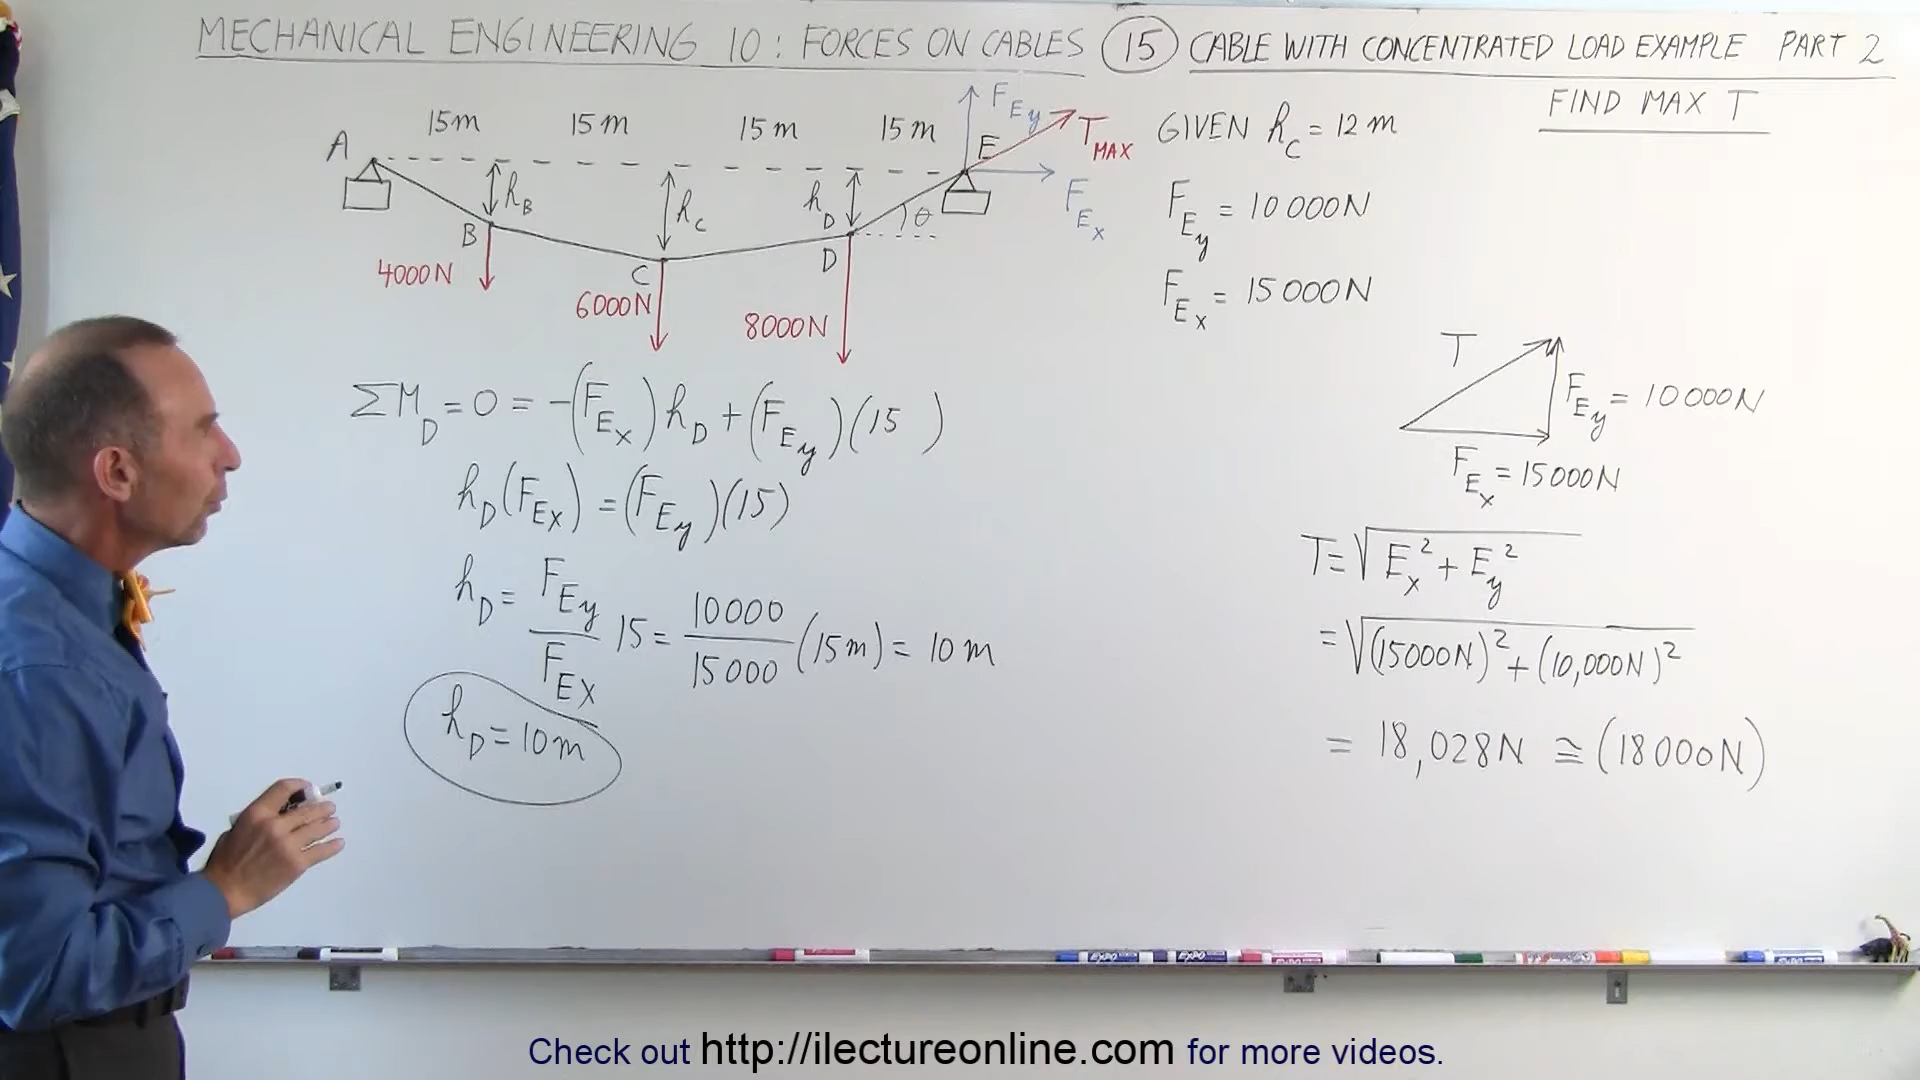 MECHANICAL ENGINEERING 10: FORCES ON CABLES (15) CABLE WITH CONCENTRATED LOAD EXAMPLE PART 2
FIND MAX T
15m 15m 15m 15m
F_Ey
T_MAX
F_Ex
A
E
h_B
h_C
h_D
θ
B
C
D
4000N
6000N
8000N
GIVEN h_C = 12 m
F_Ey = 10000N
F_Ex = 15000N
ΣM_D = 0 = -(F_Ex)h_D + (F_Ey)(15 )
h_D(F_Ex) = (F_Ey)(15)
h_D = F_Ey/F_EX 15 = 10000/15000 (15m) = 10 m
h_D = 10m
T
F_Ey = 10000N
F_Ex = 15000N
T = √E_x² + E_y²
= √(15000N)² + (10,000N)²
= 18,028N ≅ (18000N)
EXPO EXPO
Check out http://ilectureonline.com for more videos.